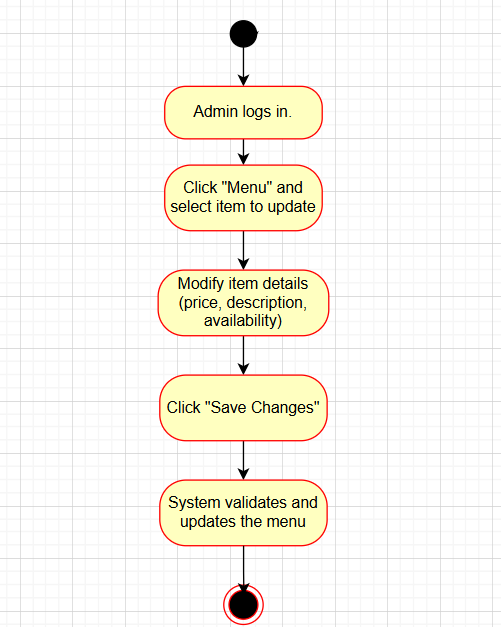 Admin logs in.
Click "Menu" and
select item to update
Modify item details
(price, description,
availability)
Click "Save Changes"
System validates and
updates the menu